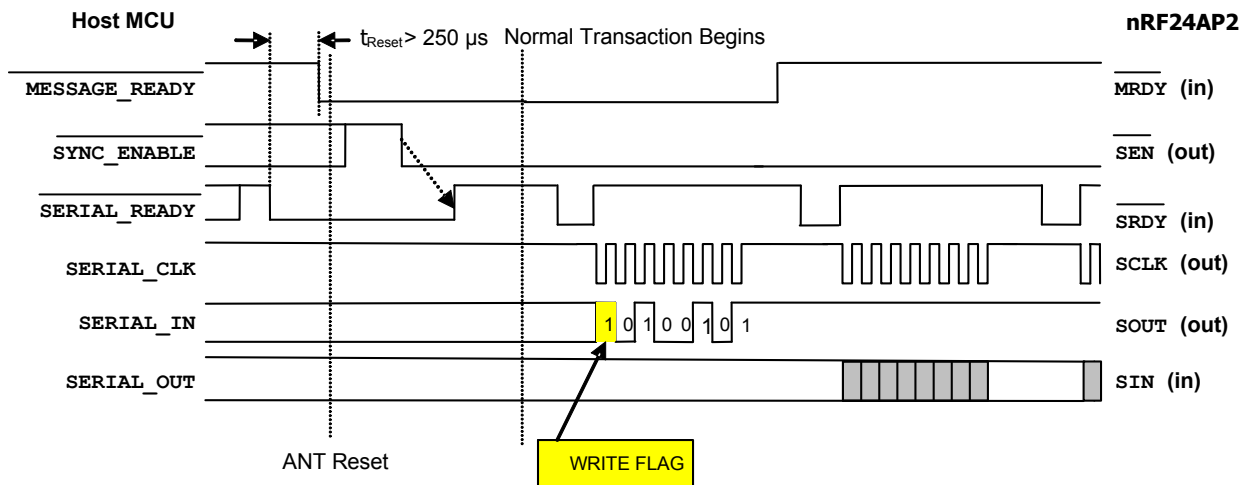 Host MCU
nRF24AP2
tReset> 250 µs Normal Transaction Begins
MESSAGE_READY
MRDY (in)
SYNC_ENABLE
SEN (out)
SERIAL_READY
SRDY (in)
SERIAL_CLK
SCLK (out)
SERIAL_IN
1 0 1 0 0 1 0 1
SOUT (out)
SERIAL_OUT
SIN (in)
ANT Reset
WRITE FLAG